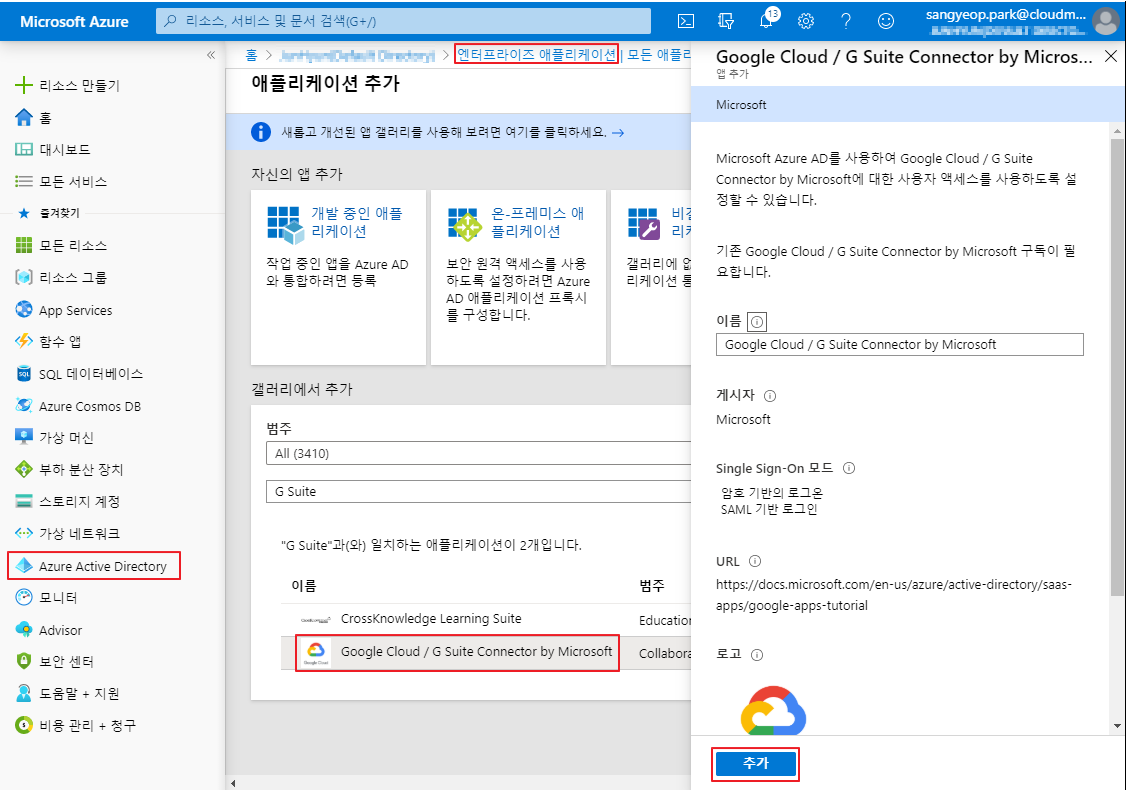 Microsoft Azure
리소스, 서비스 및 문서 검색(G+/)
13
sangyeop.park@cloudm...
«
리소스 만들기
홈
대시보드
모든 서비스
즐겨찾기
모든 리소스
리소스 그룹
App Services
함수 앱
SQL 데이터베이스
Azure Cosmos DB
가상 머신
부하 분산 장치
스토리지 계정
가상 네트워크
Azure Active Directory
모니터
Advisor
보안 센터
도움말 + 지원
비용 관리 + 청구
홈 > > 엔터프라이즈 애플리케이션 | 모든 애플리
애플리케이션 추가
새롭고 개선된 앱 갤러리를 사용해 보려면 여기를 클릭하세요. →
자신의 앱 추가
개발 중인 애플
리케이션
작업 중인 앱을 Azure AD
와 통합하려면 등록
온-프레미스 애
플리케이션
보안 원격 액세스를 사용
하도록 설정하려면 Azure
AD 애플리케이션 프록시
를 구성합니다.
갤러리에서 추가
범주
All (3410)
G Suite
"G Suite"과(와) 일치하는 애플리케이션이 2개입니다.
이름 범주
CrossKnowledge Learning Suite Education
Google Cloud
Google Cloud / G Suite Connector by Microsoft Collabora
Google Cloud / G Suite Connector by Micros...
앱 추가
Microsoft
Microsoft Azure AD를 사용하여 Google Cloud / G Suite
Connector by Microsoft에 대한 사용자 액세스를 사용하도록 설
정할 수 있습니다.
기존 Google Cloud / G Suite Connector by Microsoft 구독이 필
요합니다.
이름
Google Cloud / G Suite Connector by Microsoft
게시자
Microsoft
Single Sign-On 모드
암호 기반의 로그온
SAML 기반 로그인
URL
https://docs.microsoft.com/en-us/azure/active-directory/saas-
apps/google-apps-tutorial
로고
추가